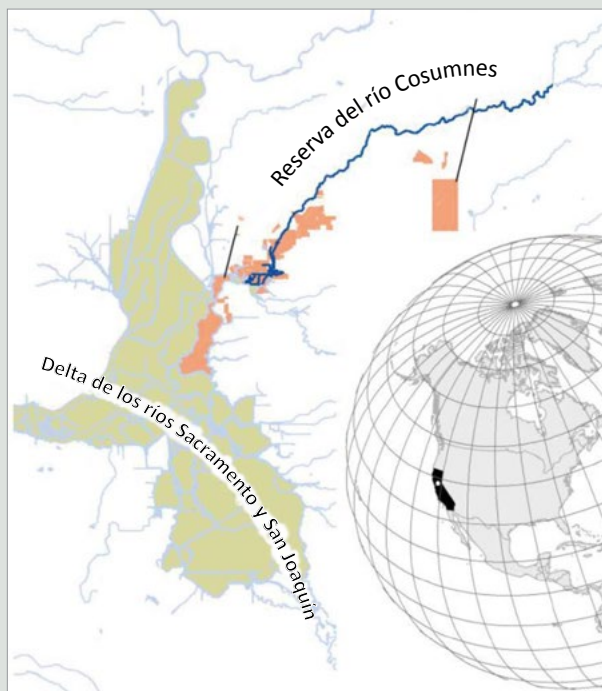 Reserva del río Cosumnes
Delta de los ríos Sacramento y San Joaquín